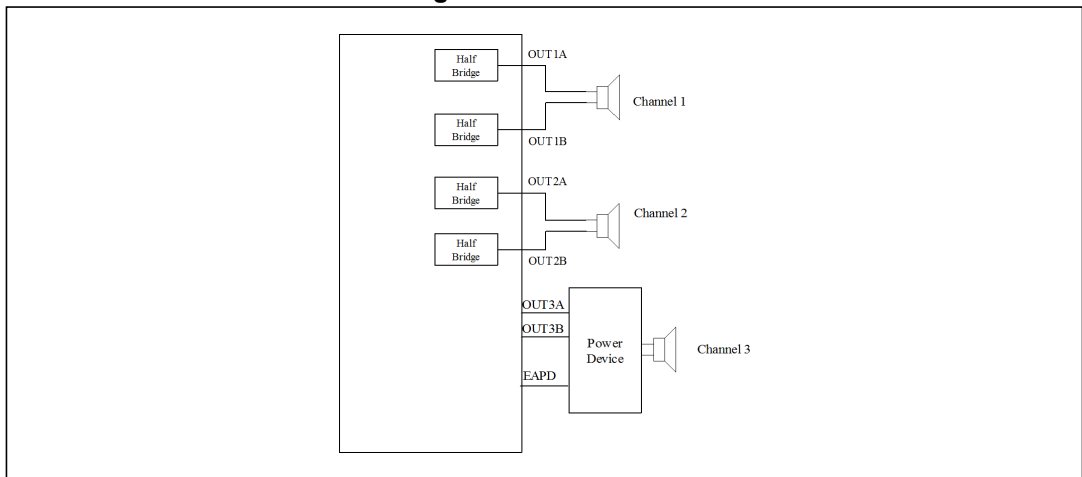 Half
Bridge
OUT1A
Channel 1
Half
Bridge
OUT1B
Half
Bridge
OUT2A
Channel 2
Half
Bridge
OUT2B
OUT3A
OUT3B
Power
Device
Channel 3
EAPD